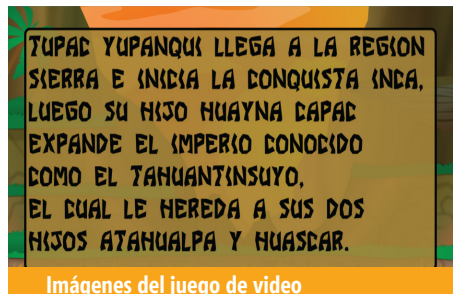 TUPAC YUPANQUI LLEGA A LA REGION
SIERRA E INICIA LA CONQUISTA INCA,
LUEGO SU HIJO HUAYNA CAPAC
EXPANDE EL IMPERIO CONOCIDO
COMO EL TAHUANTINSUYO,
EL CUAL LE HEREDA A SUS DOS
HIJOS ATAHUALPA Y HUASCAR.
Imágenes del juego de video